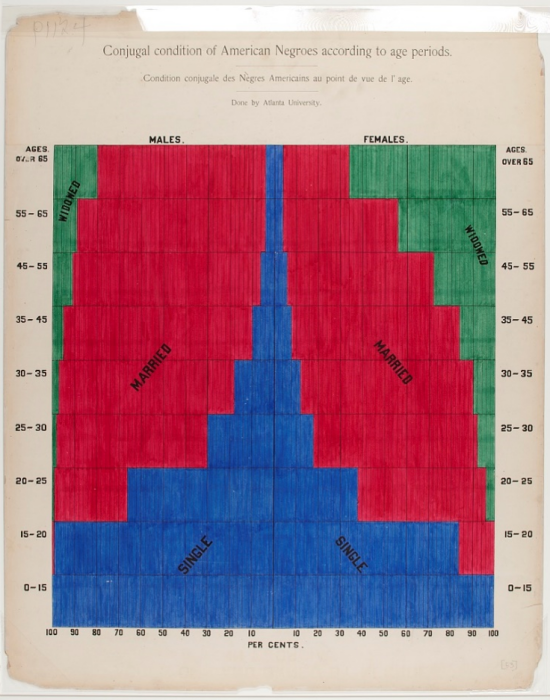 Conjugal condition of American Negroes according to age periods.
Condition conjugale des Nègres Americains au point de vue de l' age.
Done by Atlanta University.
MALES. FEMALES.
AGES. AGES.
OVER 65 OVER 65
WIDOWED
55-65 55-65
WIDOWED
45-55 45-55
35-45 35-45
MARRIED MARRIED
30-35 30-35
25-30 25-30
20-25 20-25
15-20 15-20
SINGLE SINGLE
0-15 0-15
100 90 80 70 60 50 40 30 20 10 10 20 30 40 50 60 70 80 90 100
PER CENTS.